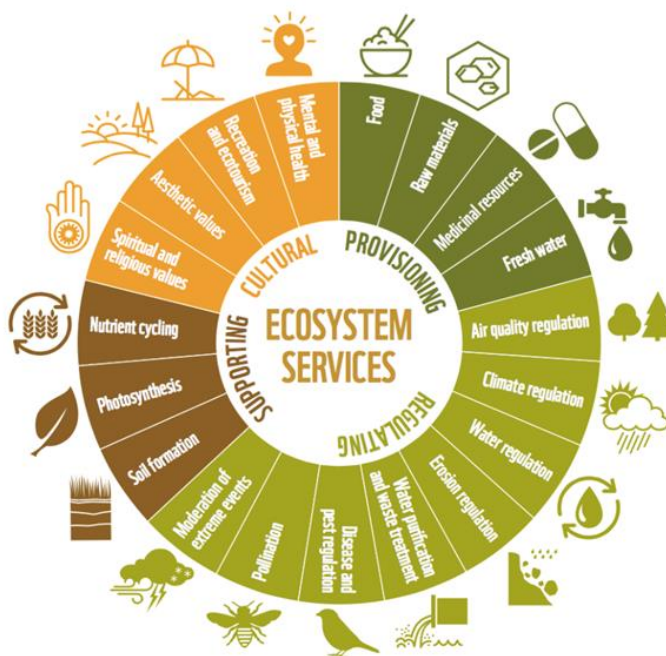 ECOSYSTEM
SERVICES
PROVISIONING
Food
Raw materials
Medicinal resources
Fresh water
REGULATING
Air quality regulation
Climate regulation
Water regulation
Erosion regulation
Water purification
and waste treatment
Disease and
pest regulation
Pollination
Moderation of
extreme events
SUPPORTING
Soil formation
Photosynthesis
Nutrient cycling
CULTURAL
Spiritual and
religious values
Aesthetic values
Recreation
and ecotourism
Mental and
physical health